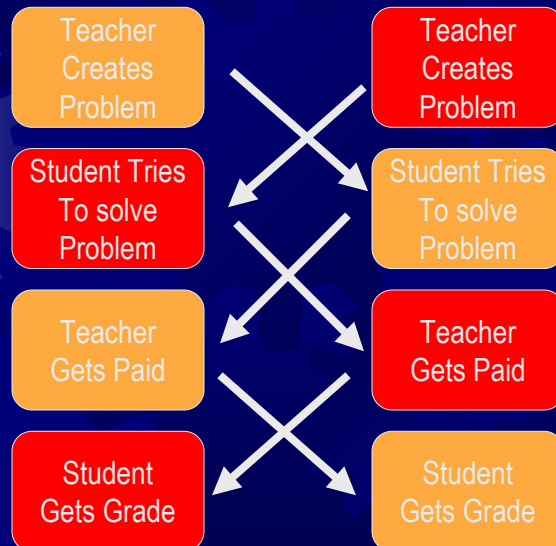 Teacher
Creates
Problem
Teacher
Creates
Problem
Student Tries
To solve
Problem
Student Tries
To solve
Problem
Teacher
Gets Paid
Teacher
Gets Paid
Student
Gets Grade
Student
Gets Grade